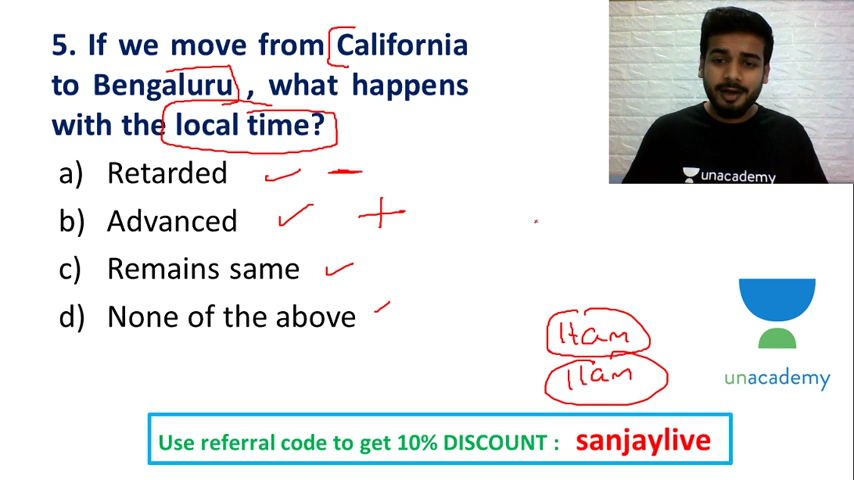 5. If we move from California
to Bengaluru , what happens
with the local time?
a) Retarded
b) Advanced
c) Remains same
d) None of the above
unacademy
11am
11am
unacademy
Use referral code to get 10% DISCOUNT : sanjaylive